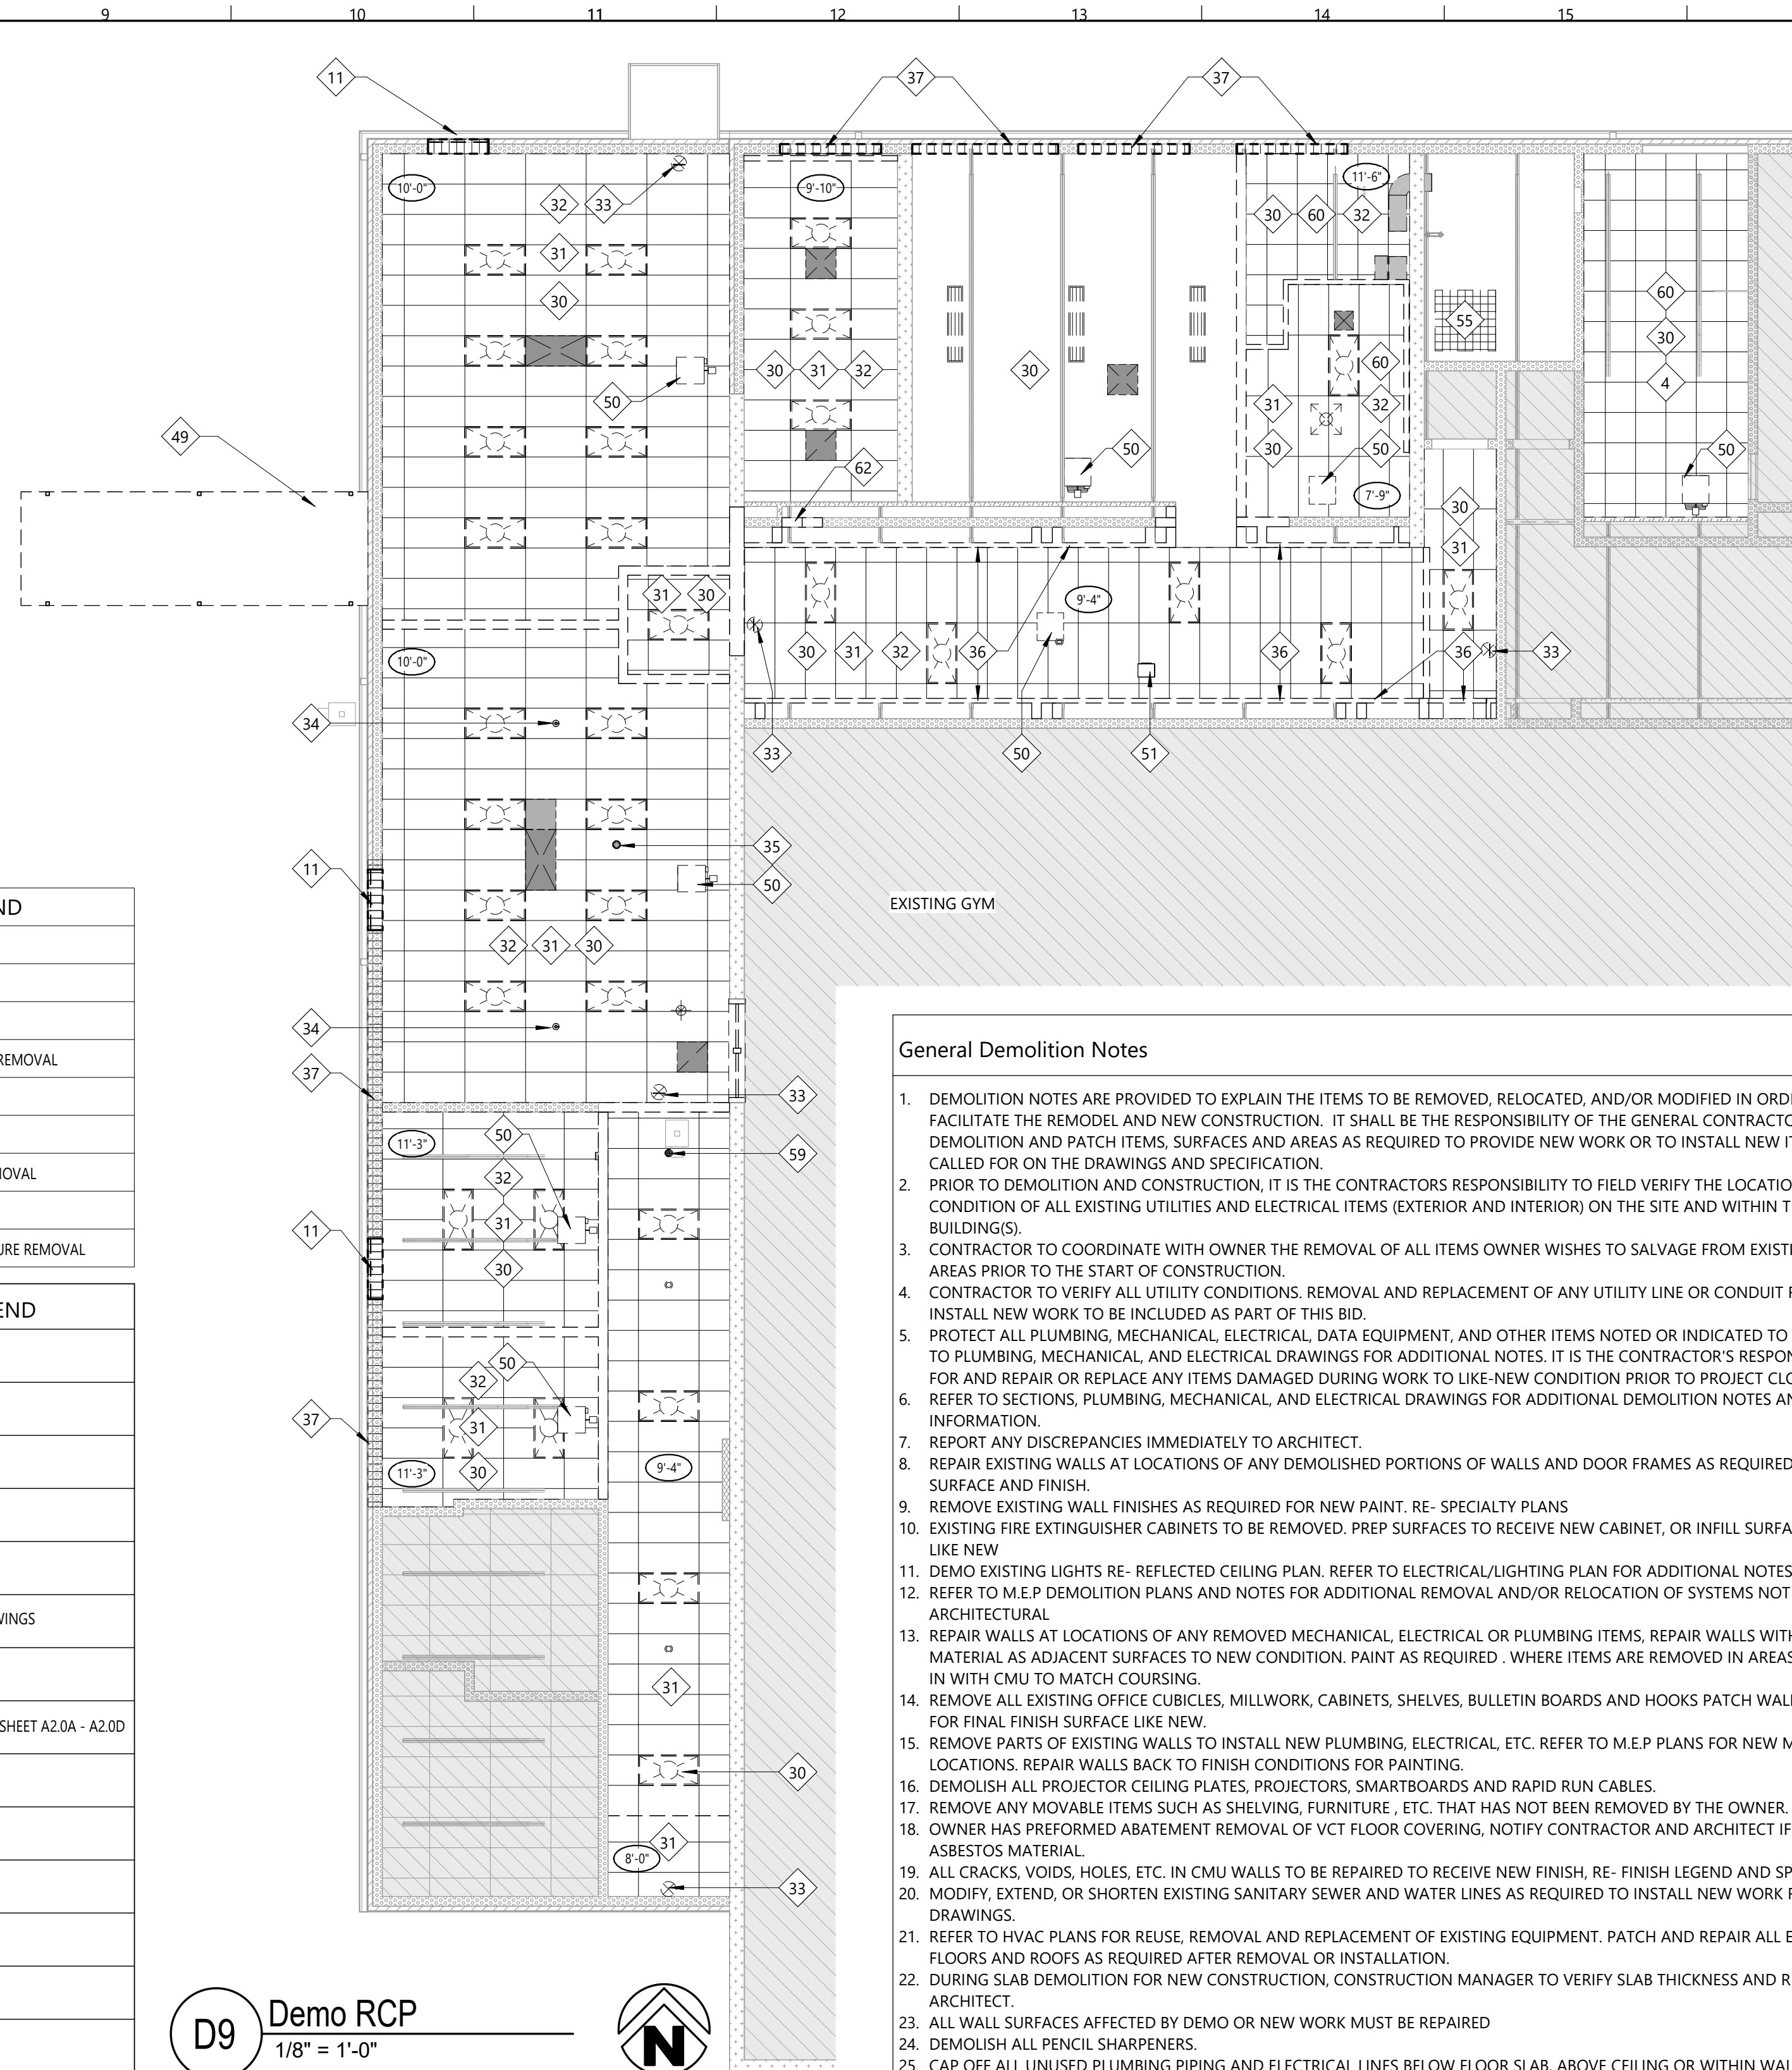 9
10
11
12
13
14
15
11
37
37
10'-0"
9'-10"
11'-6"
32
33
30
60
32
31
30
60
55
30
60
30
31
32
30
4
31
32
50
49
30
50
50
50
62
7'-9"
30
31
31
30
9'-4"
30
31
32
36
36
36
33
10'-0"
34
33
50
51
35
11
50
EXISTING GYM
32
31
30
34
37
33
11'-3"
50
59
32
31
11
30
50
32
37
31
11'-3"
30
9'-4"
31
30
31
8'-0"
33
ND
REMOVAL
MOVAL
URE REMOVAL
END
WINGS
SHEET A2.0A - A2.0D
General Demolition Notes
1. DEMOLITION NOTES ARE PROVIDED TO EXPLAIN THE ITEMS TO BE REMOVED, RELOCATED, AND/OR MODIFIED IN ORD
FACILITATE THE REMODEL AND NEW CONSTRUCTION. IT SHALL BE THE RESPONSIBILITY OF THE GENERAL CONTRACTO
DEMOLITION AND PATCH ITEMS, SURFACES AND AREAS AS REQUIRED TO PROVIDE NEW WORK OR TO INSTALL NEW IT
CALLED FOR ON THE DRAWINGS AND SPECIFICATION.
2. PRIOR TO DEMOLITION AND CONSTRUCTION, IT IS THE CONTRACTORS RESPONSIBILITY TO FIELD VERIFY THE LOCATIO
CONDITION OF ALL EXISTING UTILITIES AND ELECTRICAL ITEMS (EXTERIOR AND INTERIOR) ON THE SITE AND WITHIN T
BUILDING(S).
3. CONTRACTOR TO COORDINATE WITH OWNER THE REMOVAL OF ALL ITEMS OWNER WISHES TO SALVAGE FROM EXISTI
AREAS PRIOR TO THE START OF CONSTRUCTION.
4. CONTRACTOR TO VERIFY ALL UTILITY CONDITIONS. REMOVAL AND REPLACEMENT OF ANY UTILITY LINE OR CONDUIT R
INSTALL NEW WORK TO BE INCLUDED AS PART OF THIS BID.
5. PROTECT ALL PLUMBING, MECHANICAL, ELECTRICAL, DATA EQUIPMENT, AND OTHER ITEMS NOTED OR INDICATED TO
TO PLUMBING, MECHANICAL, AND ELECTRICAL DRAWINGS FOR ADDITIONAL NOTES. IT IS THE CONTRACTOR'S RESPON
FOR AND REPAIR OR REPLACE ANY ITEMS DAMAGED DURING WORK TO LIKE-NEW CONDITION PRIOR TO PROJECT CLO
6. REFER TO SECTIONS, PLUMBING, MECHANICAL, AND ELECTRICAL DRAWINGS FOR ADDITIONAL DEMOLITION NOTES AN
INFORMATION.
7. REPORT ANY DISCREPANCIES IMMEDIATELY TO ARCHITECT.
8. REPAIR EXISTING WALLS AT LOCATIONS OF ANY DEMOLISHED PORTIONS OF WALLS AND DOOR FRAMES AS REQUIRED
SURFACE AND FINISH.
9. REMOVE EXISTING WALL FINISHES AS REQUIRED FOR NEW PAINT. RE- SPECIALTY PLANS
10. EXISTING FIRE EXTINGUISHER CABINETS TO BE REMOVED. PREP SURFACES TO RECEIVE NEW CABINET, OR INFILL SURFA
LIKE NEW
11. DEMO EXISTING LIGHTS RE- REFLECTED CEILING PLAN. REFER TO ELECTRICAL/LIGHTING PLAN FOR ADDITIONAL NOTES
12. REFER TO M.E.P DEMOLITION PLANS AND NOTES FOR ADDITIONAL REMOVAL AND/OR RELOCATION OF SYSTEMS NOT
ARCHITECTURAL
13. REPAIR WALLS AT LOCATIONS OF ANY REMOVED MECHANICAL, ELECTRICAL OR PLUMBING ITEMS, REPAIR WALLS WITH
MATERIAL AS ADJACENT SURFACES TO NEW CONDITION. PAINT AS REQUIRED . WHERE ITEMS ARE REMOVED IN AREAS
IN WITH CMU TO MATCH COURSING.
14. REMOVE ALL EXISTING OFFICE CUBICLES, MILLWORK, CABINETS, SHELVES, BULLETIN BOARDS AND HOOKS PATCH WALL
FOR FINAL FINISH SURFACE LIKE NEW.
15. REMOVE PARTS OF EXISTING WALLS TO INSTALL NEW PLUMBING, ELECTRICAL, ETC. REFER TO M.E.P PLANS FOR NEW M
LOCATIONS. REPAIR WALLS BACK TO FINISH CONDITIONS FOR PAINTING.
16. DEMOLISH ALL PROJECTOR CEILING PLATES, PROJECTORS, SMARTBOARDS AND RAPID RUN CABLES.
17. REMOVE ANY MOVABLE ITEMS SUCH AS SHELVING, FURNITURE , ETC. THAT HAS NOT BEEN REMOVED BY THE OWNER.
18. OWNER HAS PREFORMED ABATEMENT REMOVAL OF VCT FLOOR COVERING, NOTIFY CONTRACTOR AND ARCHITECT IF
ASBESTOS MATERIAL.
19. ALL CRACKS, VOIDS, HOLES, ETC. IN CMU WALLS TO BE REPAIRED TO RECEIVE NEW FINISH, RE- FINISH LEGEND AND SP
20. MODIFY, EXTEND, OR SHORTEN EXISTING SANITARY SEWER AND WATER LINES AS REQUIRED TO INSTALL NEW WORK R
DRAWINGS.
21. REFER TO HVAC PLANS FOR REUSE, REMOVAL AND REPLACEMENT OF EXISTING EQUIPMENT. PATCH AND REPAIR ALL E
FLOORS AND ROOFS AS REQUIRED AFTER REMOVAL OR INSTALLATION.
22. DURING SLAB DEMOLITION FOR NEW CONSTRUCTION, CONSTRUCTION MANAGER TO VERIFY SLAB THICKNESS AND R
ARCHITECT.
23. ALL WALL SURFACES AFFECTED BY DEMO OR NEW WORK MUST BE REPAIRED
24. DEMOLISH ALL PENCIL SHARPENERS.
25. CAP OFF ALL UNUSED PLUMBING PIPING AND ELECTRICAL LINES BELOW FLOOR SLAB, ABOVE CEILING OR WITHIN WAL
D9
Demo RCP
1/8" = 1'-0"
N